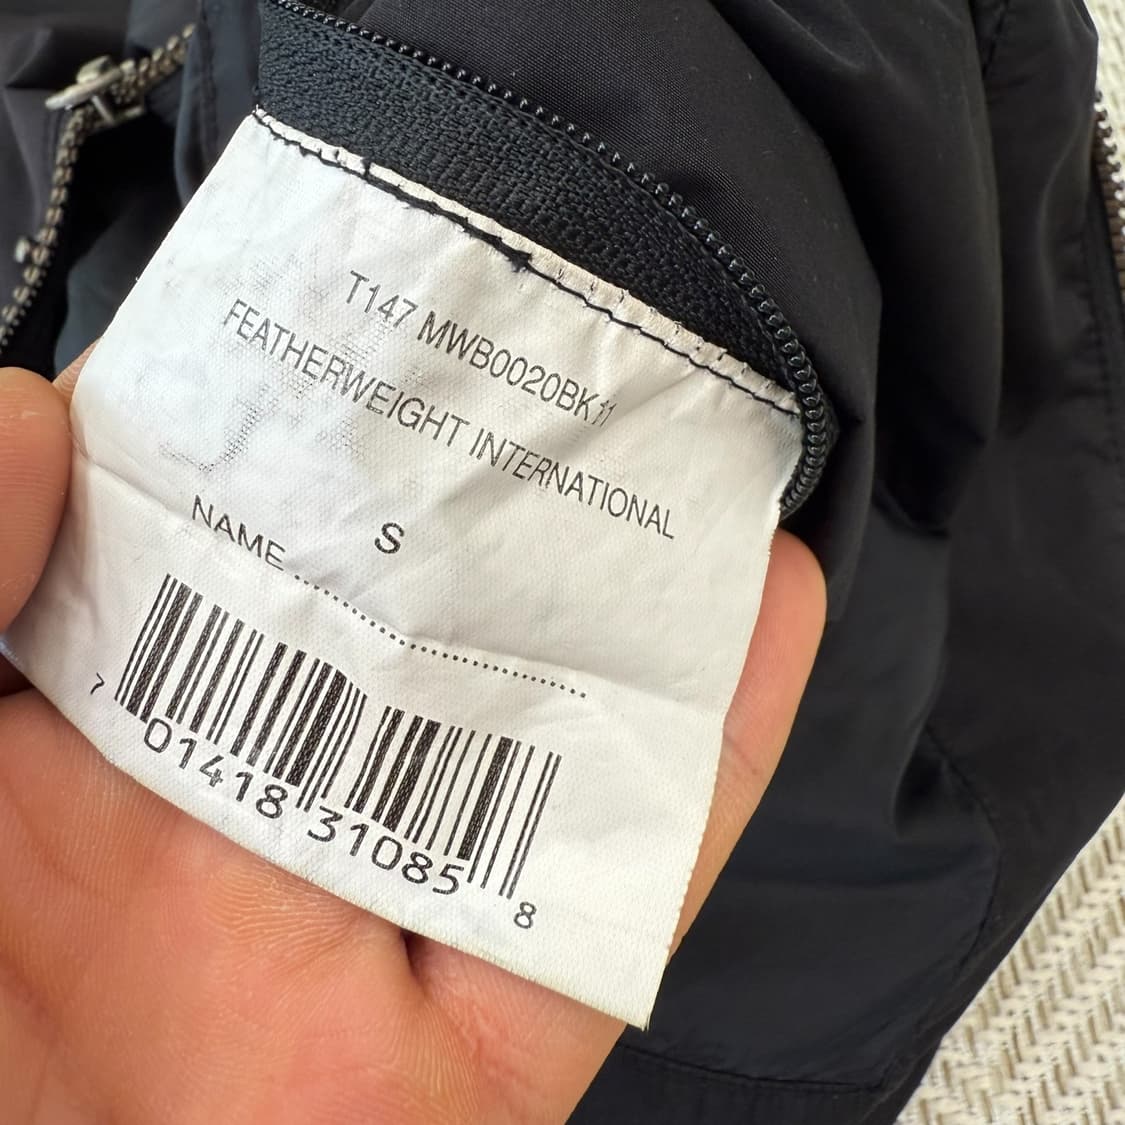 T147 MWB0020BK11
FEATHERWEIGHT INTERNATIONAL
S
NAME ........................................
7 01418 31085 8